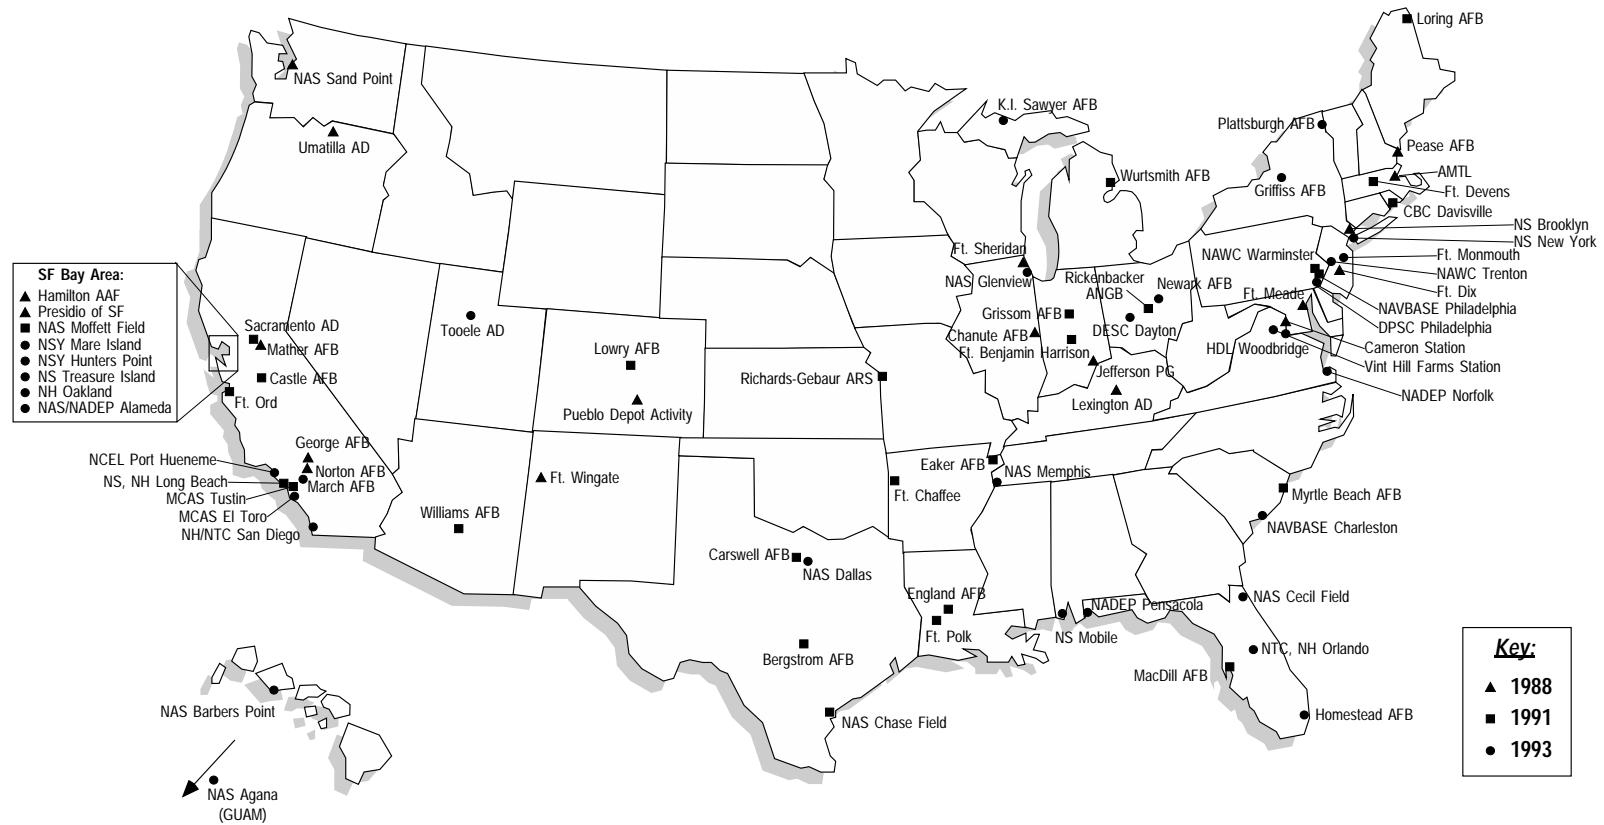 Loring AFB
NAS Sand Point
K.I. Sawyer AFB
Plattsburgh AFB
Umatilla AD
Pease AFB
Wurtsmith AFB
AMTL
Griffiss AFB
Ft. Devens
CBC Davisville
NS Brooklyn
NS New York
Ft. Sheridan
NAWC Warminster
Ft. Monmouth
SF Bay Area:
Hamilton AAF
Presidio of SF
NAS Moffett Field
NSY Mare Island
NSY Hunters Point
NS Treasure Island
NH Oakland
NAS/NADEP Alameda
NAS Glenview
Rickenbacker
ANGB
Newark AFB
NAWC Trenton
Ft. Meade
Ft. Dix
NAVBASE Philadelphia
Grissom AFB
DPSC Philadelphia
Sacramento AD
Mather AFB
Tooele AD
Chanute AFB
DESC Dayton
HDL Woodbridge
Cameron Station
Lowry AFB
Ft. Benjamin Harrison
Vint Hill Farms Station
Castle AFB
Richards-Gebaur ARS
Jefferson PG
NADEP Norfolk
Ft. Ord
Pueblo Depot Activity
Lexington AD
George AFB
NCEL Port Hueneme
Norton AFB
NS, NH Long Beach
March AFB
MCAS Tustin
MCAS El Toro
NH/NTC San Diego
Ft. Wingate
Eaker AFB
NAS Memphis
Ft. Chaffee
Myrtle Beach AFB
Williams AFB
NAVBASE Charleston
Carswell AFB
NAS Dallas
England AFB
NADEP Pensacola
NAS Cecil Field
Ft. Polk
NS Mobile
Bergstrom AFB
NTC, NH Orlando
MacDill AFB
NAS Barbers Point
NAS Chase Field
Homestead AFB
NAS Agana
(GUAM)
Key:
1988
1991
1993